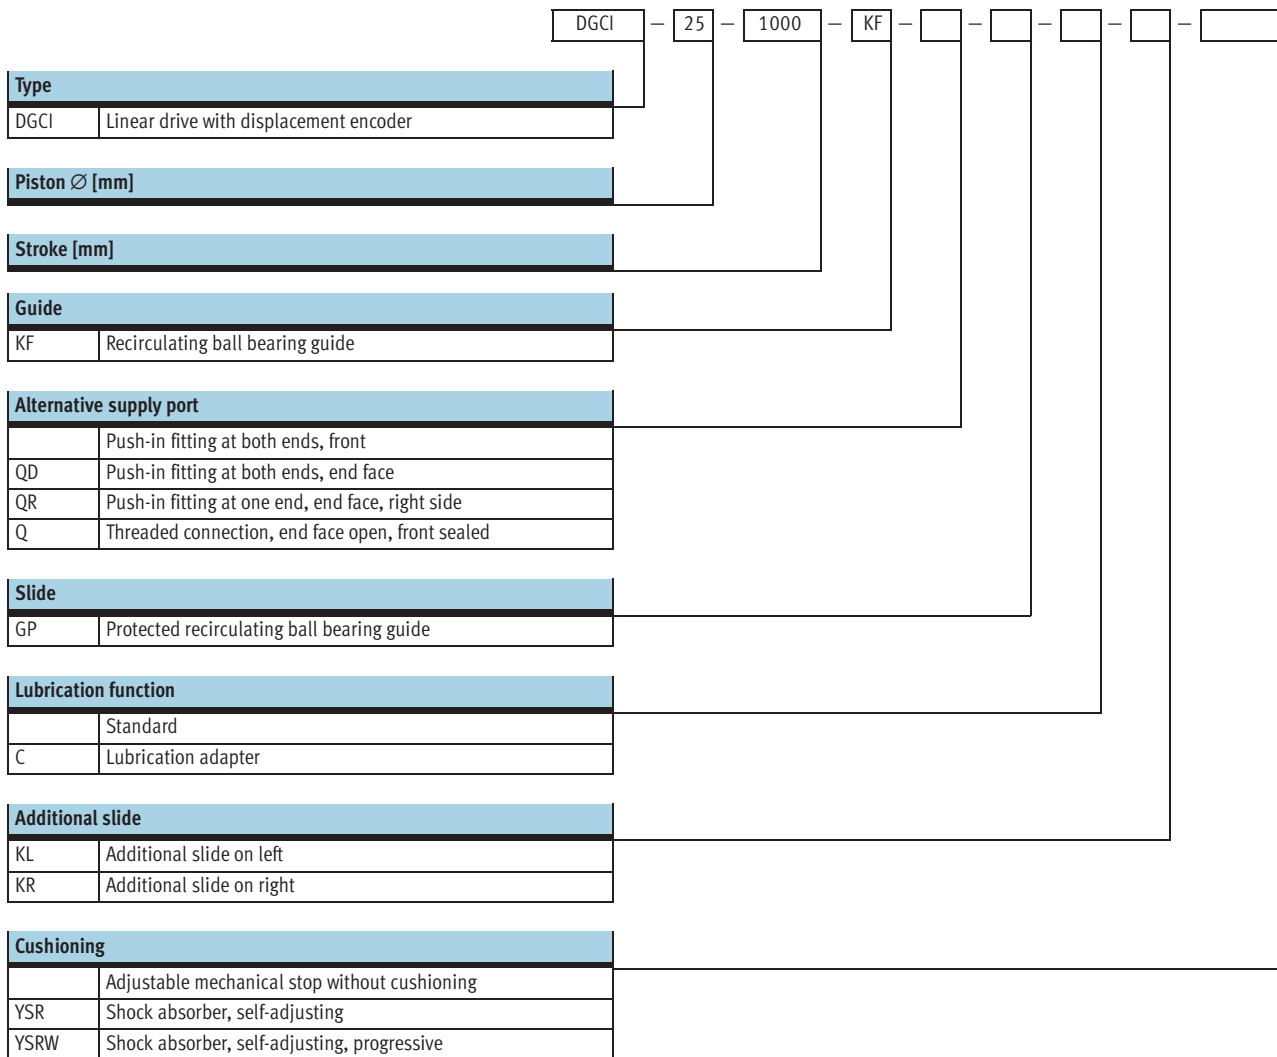 DGCI – 25 – 1000 – KF – – – – –
Type
DGCI Linear drive with displacement encoder
Piston ∅ [mm]
Stroke [mm]
Guide
KF Recirculating ball bearing guide
Alternative supply port
Push-in fitting at both ends, front
QD Push-in fitting at both ends, end face
QR Push-in fitting at one end, end face, right side
Q Threaded connection, end face open, front sealed
Slide
GP Protected recirculating ball bearing guide
Lubrication function
Standard
C Lubrication adapter
Additional slide
KL Additional slide on left
KR Additional slide on right
Cushioning
Adjustable mechanical stop without cushioning
YSR Shock absorber, self-adjusting
YSRW Shock absorber, self-adjusting, progressive